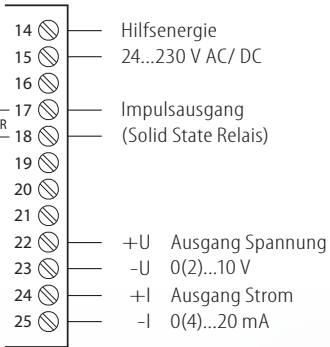 14 Hilfsenergie
15 24...230 V AC/ DC
16
17 Impulsausgang
R
18 (Solid State Relais)
19
20
21
22 +U Ausgang Spannung
23 -U 0(2)...10 V
24 +I Ausgang Strom
25 -I 0(4)...20 mA